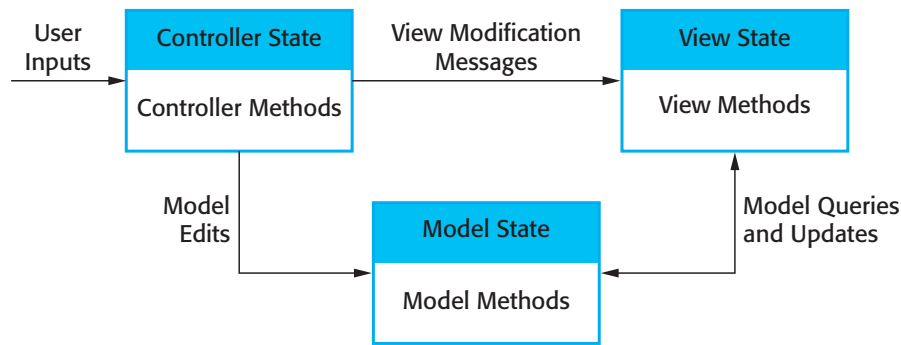 User
Inputs
Controller State
Controller Methods
View Modification
Messages
View State
View Methods
Model
Edits
Model State
Model Methods
Model Queries
and Updates